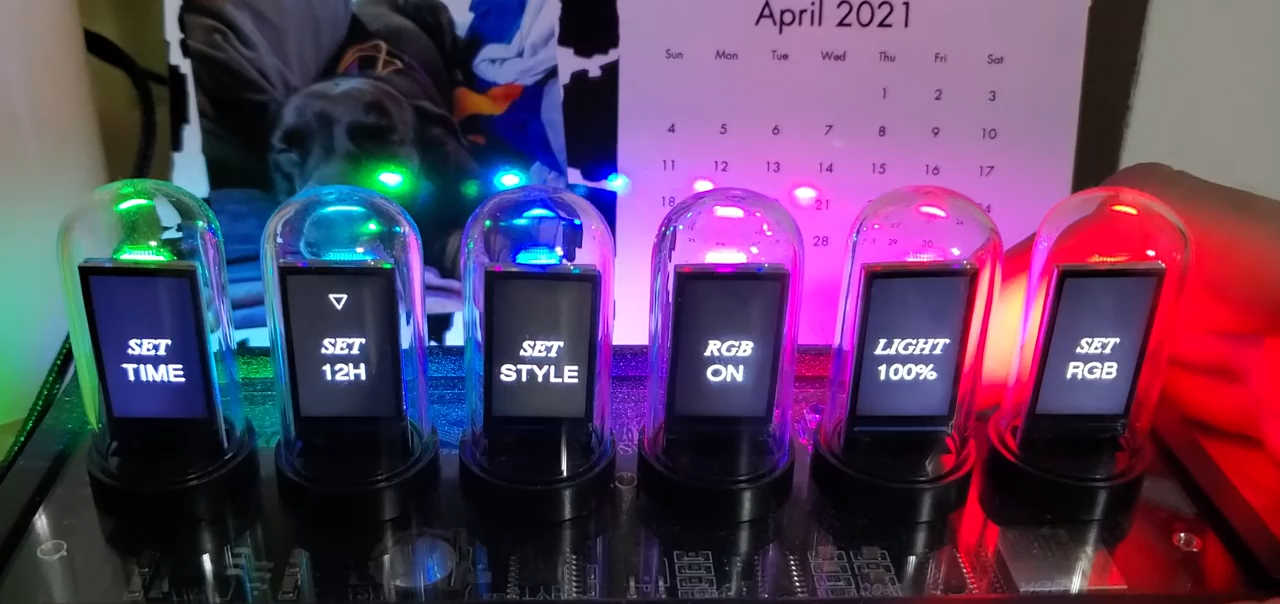 April 2021
Sun Mon Tue Wed Thu Fri Sat
1 2 3
4 5 6 7 8 9 10
11 12 13 14 15 16 17
18 21
28
SET
TIME
SET
12H
SET
STYLE
RGB
ON
LIGHT
100%
SET
RGB